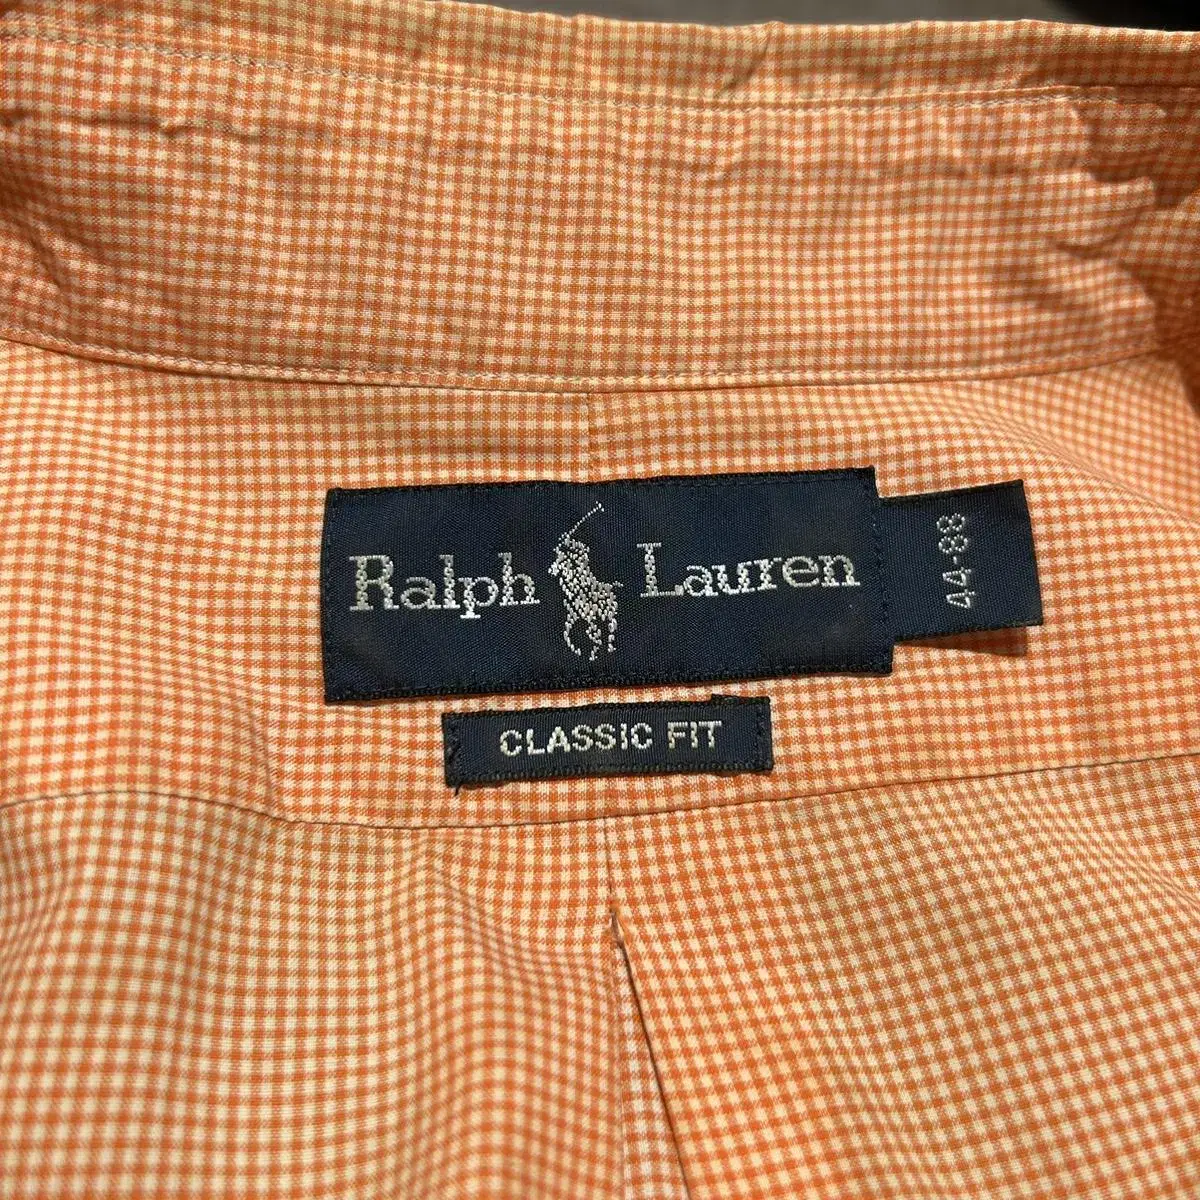 Ralph Lauren
44-88
CLASSIC FIT